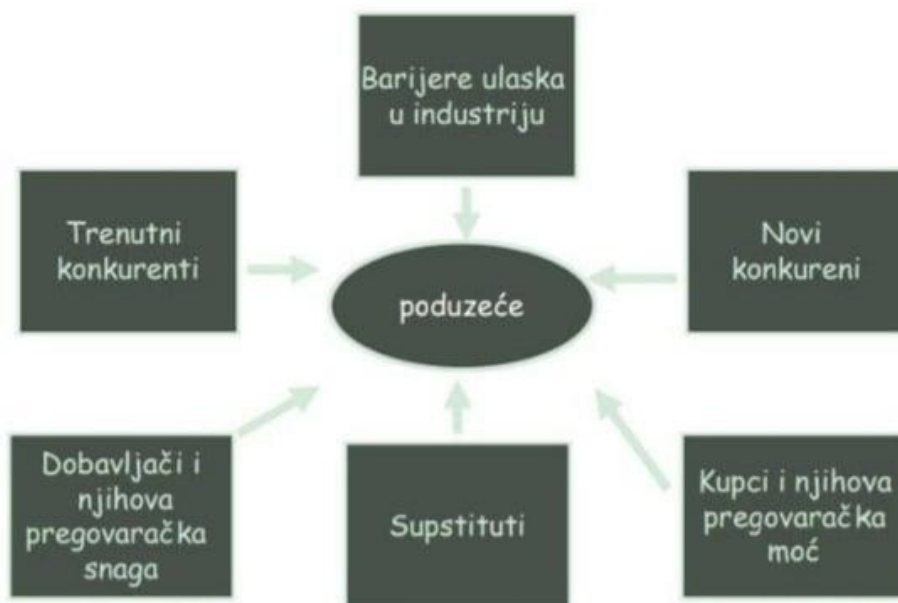 Barijere ulaska
u industriju
Trenutni
konkurenti
Novi
konkureni
poduzeće
Dobavljači i
njihova
pregovaračka
snaga
Supstituti
Kupci i njihova
pregovaračka
moć